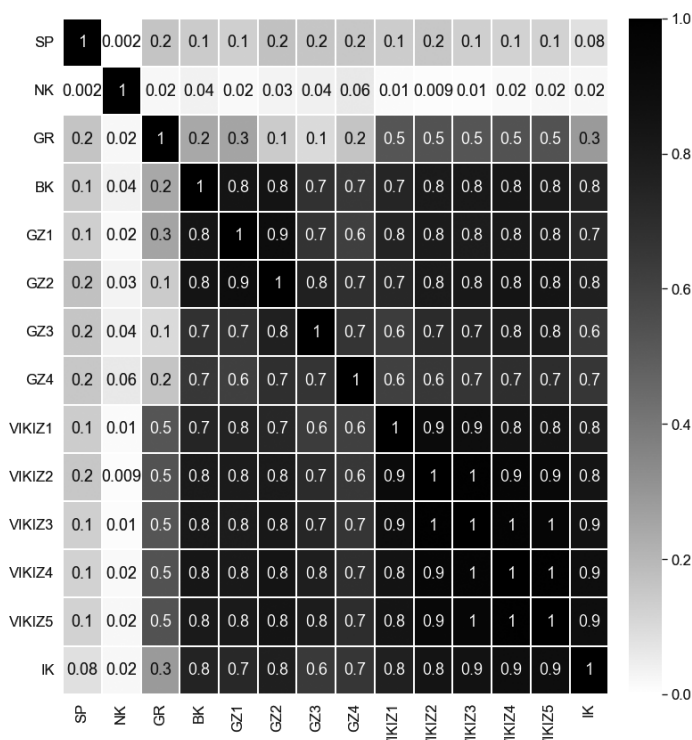 SP 1 0.002 0.2 0.1 0.1 0.2 0.2 0.2 0.1 0.2 0.1 0.1 0.1 0.08
NK 0.002 1 0.02 0.04 0.02 0.03 0.04 0.06 0.01 0.009 0.01 0.02 0.02 0.02
GR 0.2 0.02 1 0.2 0.3 0.1 0.1 0.2 0.5 0.5 0.5 0.5 0.5 0.3
BK 0.1 0.04 0.2 1 0.8 0.8 0.7 0.7 0.7 0.8 0.8 0.8 0.8 0.8
GZ1 0.1 0.02 0.3 0.8 1 0.9 0.7 0.6 0.8 0.8 0.8 0.8 0.8 0.7
GZ2 0.2 0.03 0.1 0.8 0.9 1 0.8 0.7 0.7 0.8 0.8 0.8 0.8 0.8
GZ3 0.2 0.04 0.1 0.7 0.7 0.8 1 0.7 0.6 0.7 0.7 0.8 0.8 0.6
GZ4 0.2 0.06 0.2 0.7 0.6 0.7 0.7 1 0.6 0.6 0.7 0.7 0.7 0.7
VIKIZ1 0.1 0.01 0.5 0.7 0.8 0.7 0.6 0.6 1 0.9 0.9 0.8 0.8 0.8
VIKIZ2 0.2 0.009 0.5 0.8 0.8 0.8 0.7 0.6 0.9 1 1 0.9 0.9 0.8
VIKIZ3 0.1 0.01 0.5 0.8 0.8 0.8 0.7 0.7 0.9 1 1 1 1 0.9
VIKIZ4 0.1 0.02 0.5 0.8 0.8 0.8 0.8 0.7 0.8 0.9 1 1 1 0.9
VIKIZ5 0.1 0.02 0.5 0.8 0.8 0.8 0.8 0.7 0.8 0.9 1 1 1 0.9
IK 0.08 0.02 0.3 0.8 0.7 0.8 0.6 0.7 0.8 0.8 0.9 0.9 0.9 1
SP NK GR BK GZ1 GZ2 GZ3 GZ4 VIKIZ1 VIKIZ2 VIKIZ3 VIKIZ4 VIKIZ5 IK
1.0
0.8
0.6
0.4
0.2
0.0